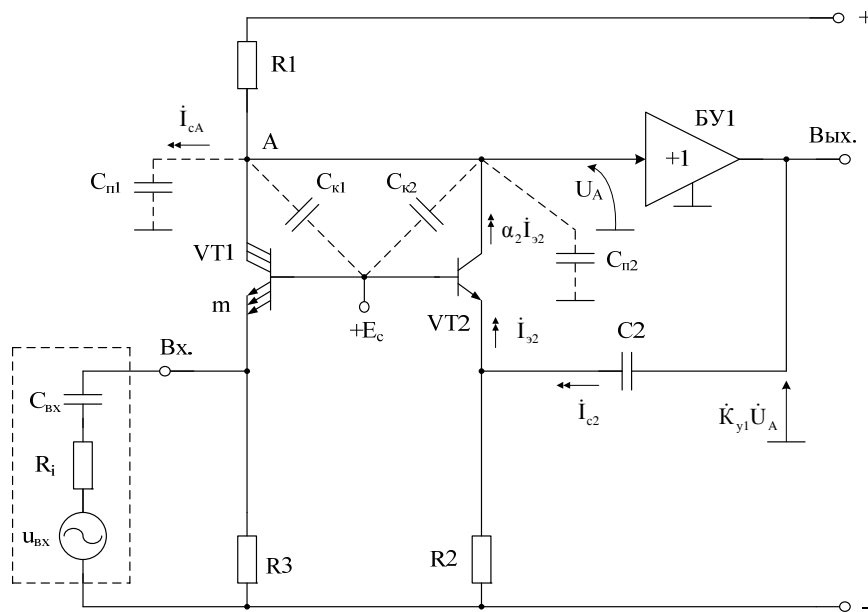 +
R1
İcA
A
БУ1
+1
Вых.
Cп1
Cк1
Cк2
UA
VT1
α2İэ2
Cп2
m
+Ec
VT2
İэ2
C2
Вх.
Cвх
İc2
K̇у1U̇A
Ri
uвх
R3
R2
-